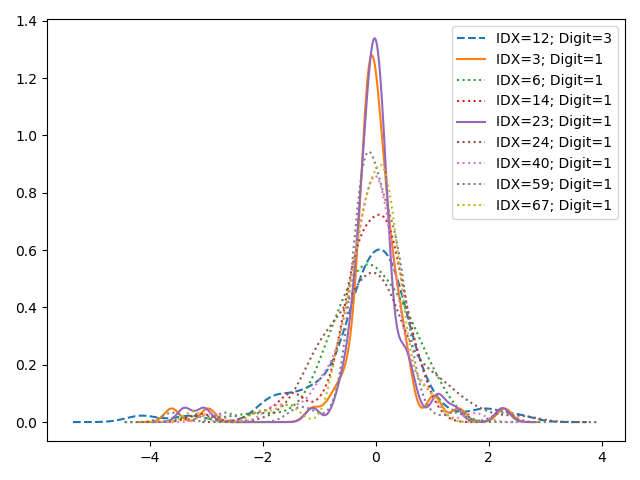 1.4
1.2
1.0
0.8
0.6
0.4
0.2
0.0
−4
−2
0
2
4
IDX=12; Digit=3
IDX=3; Digit=1
IDX=6; Digit=1
IDX=14; Digit=1
IDX=23; Digit=1
IDX=24; Digit=1
IDX=40; Digit=1
IDX=59; Digit=1
IDX=67; Digit=1